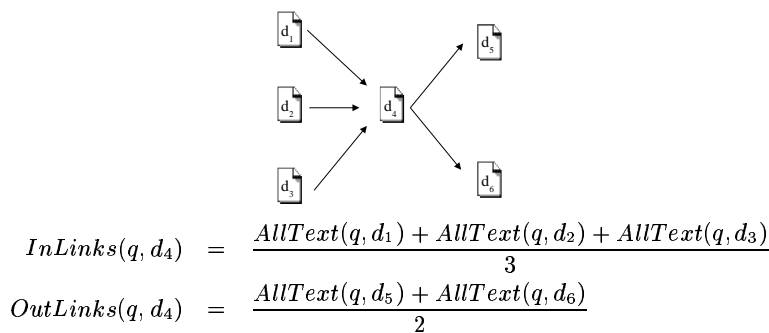 d₁
d₅
d₂
d₄
d₃
d₆
InLinks(q, d₄) = AllText(q, d₁) + AllText(q, d₂) + AllText(q, d₃) / 3
OutLinks(q, d₄) = AllText(q, d₅) + AllText(q, d₆) / 2